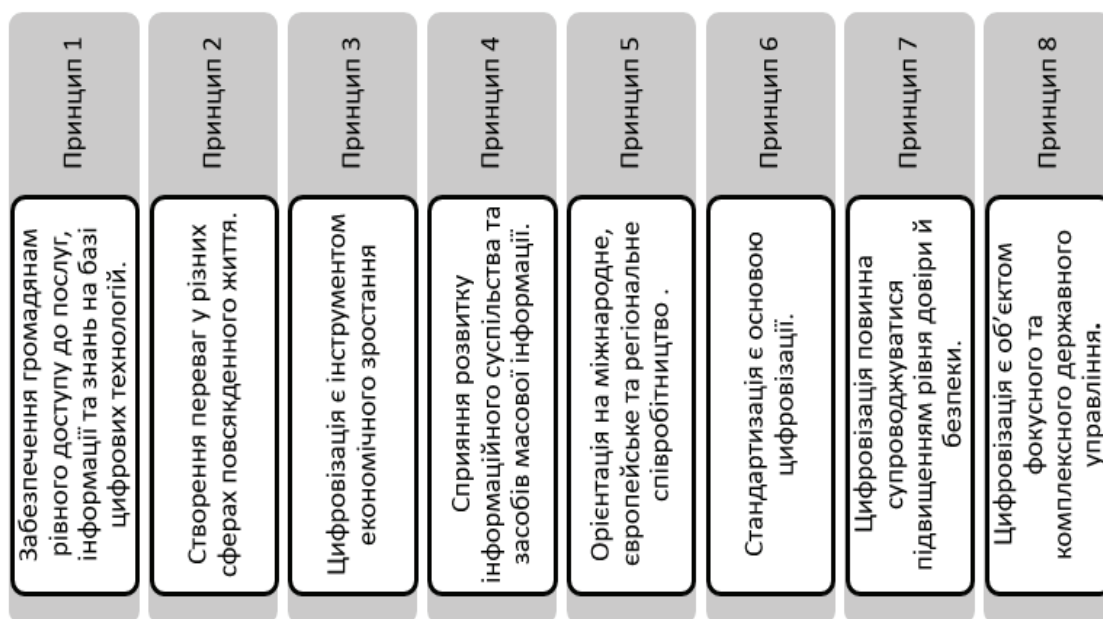 Принцип 1
Забезпечення громадянам
рівного доступу до послуг,
інформації та знань на базі
цифрових технологій.
Принцип 2
Створення переваг у різних
сферах повсякденного життя.
Принцип 3
Цифровізація є інструментом
економічного зростання
Принцип 4
Сприяння розвитку
інформаційного суспільства та
засобів масової інформації.
Принцип 5
Орієнтація на міжнародне,
європейське та регіональне
співробітництво .
Принцип 6
Стандартизація є основою
цифровізації.
Принцип 7
Цифровізація повинна
супроводжуватися
підвищенням рівня довіри й
безпеки.
Принцип 8
Цифровізація є об’єктом
фокусного та
комплексного державного
управління.